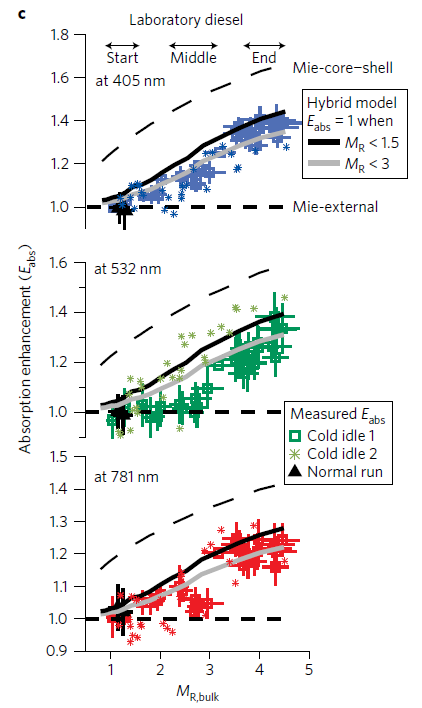 c
Laboratory diesel
Start Middle End
1.8
1.6
1.4
1.2
1.0
at 405 nm
Mie-core–shell
Hybrid model
Eabs = 1 when
MR < 1.5
MR < 3
Mie-external
Absorption enhancement (Eabs)
1.6
1.4
1.2
1.0
at 532 nm
Measured Eabs
Cold idle 1
Cold idle 2
Normal run
1.5
1.4
1.3
1.2
1.1
1.0
0.9
at 781 nm
1 2 3 4 5
MR,bulk